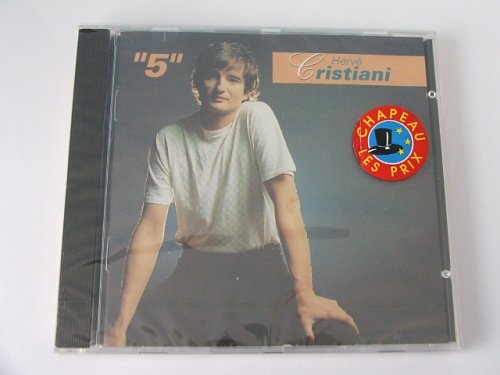 "5"
Hervé
Cristiani
CHAPEAU
LES PRIX